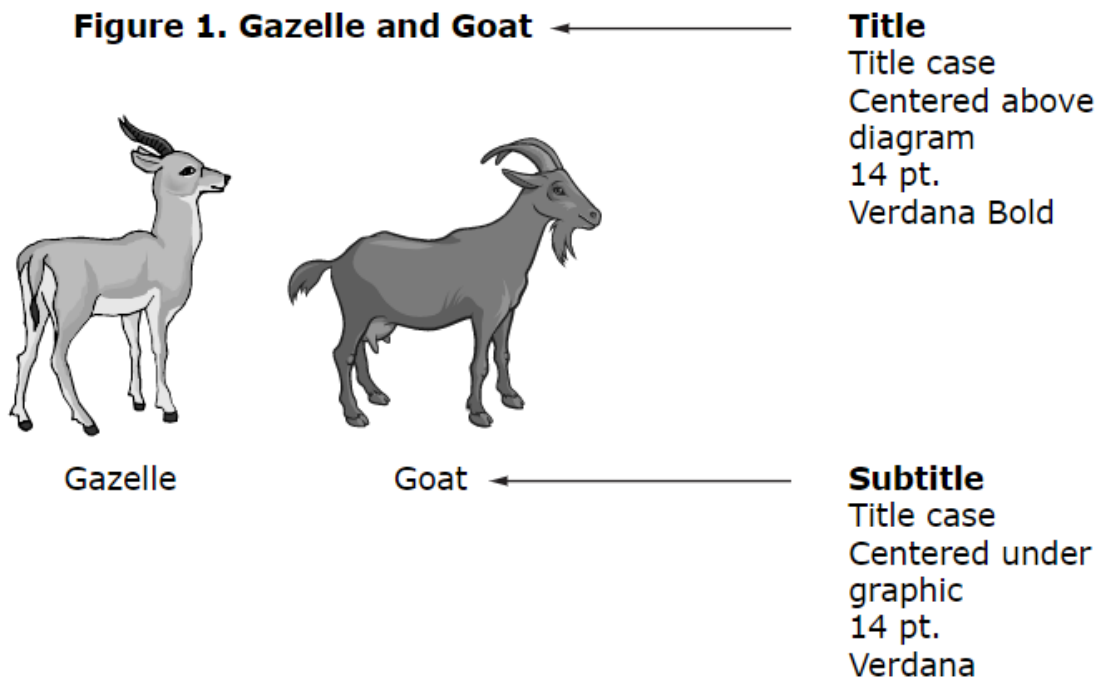 Figure 1. Gazelle and Goat
Title
Title case
Centered above
diagram
14 pt.
Verdana Bold
Gazelle
Goat
Subtitle
Title case
Centered under
graphic
14 pt.
Verdana